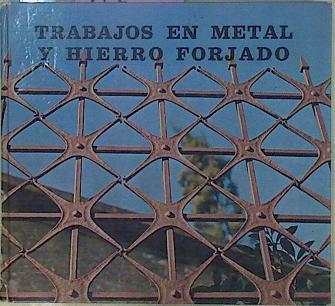 TRABAJOS EN METAL
Y HIERRO FORJADO